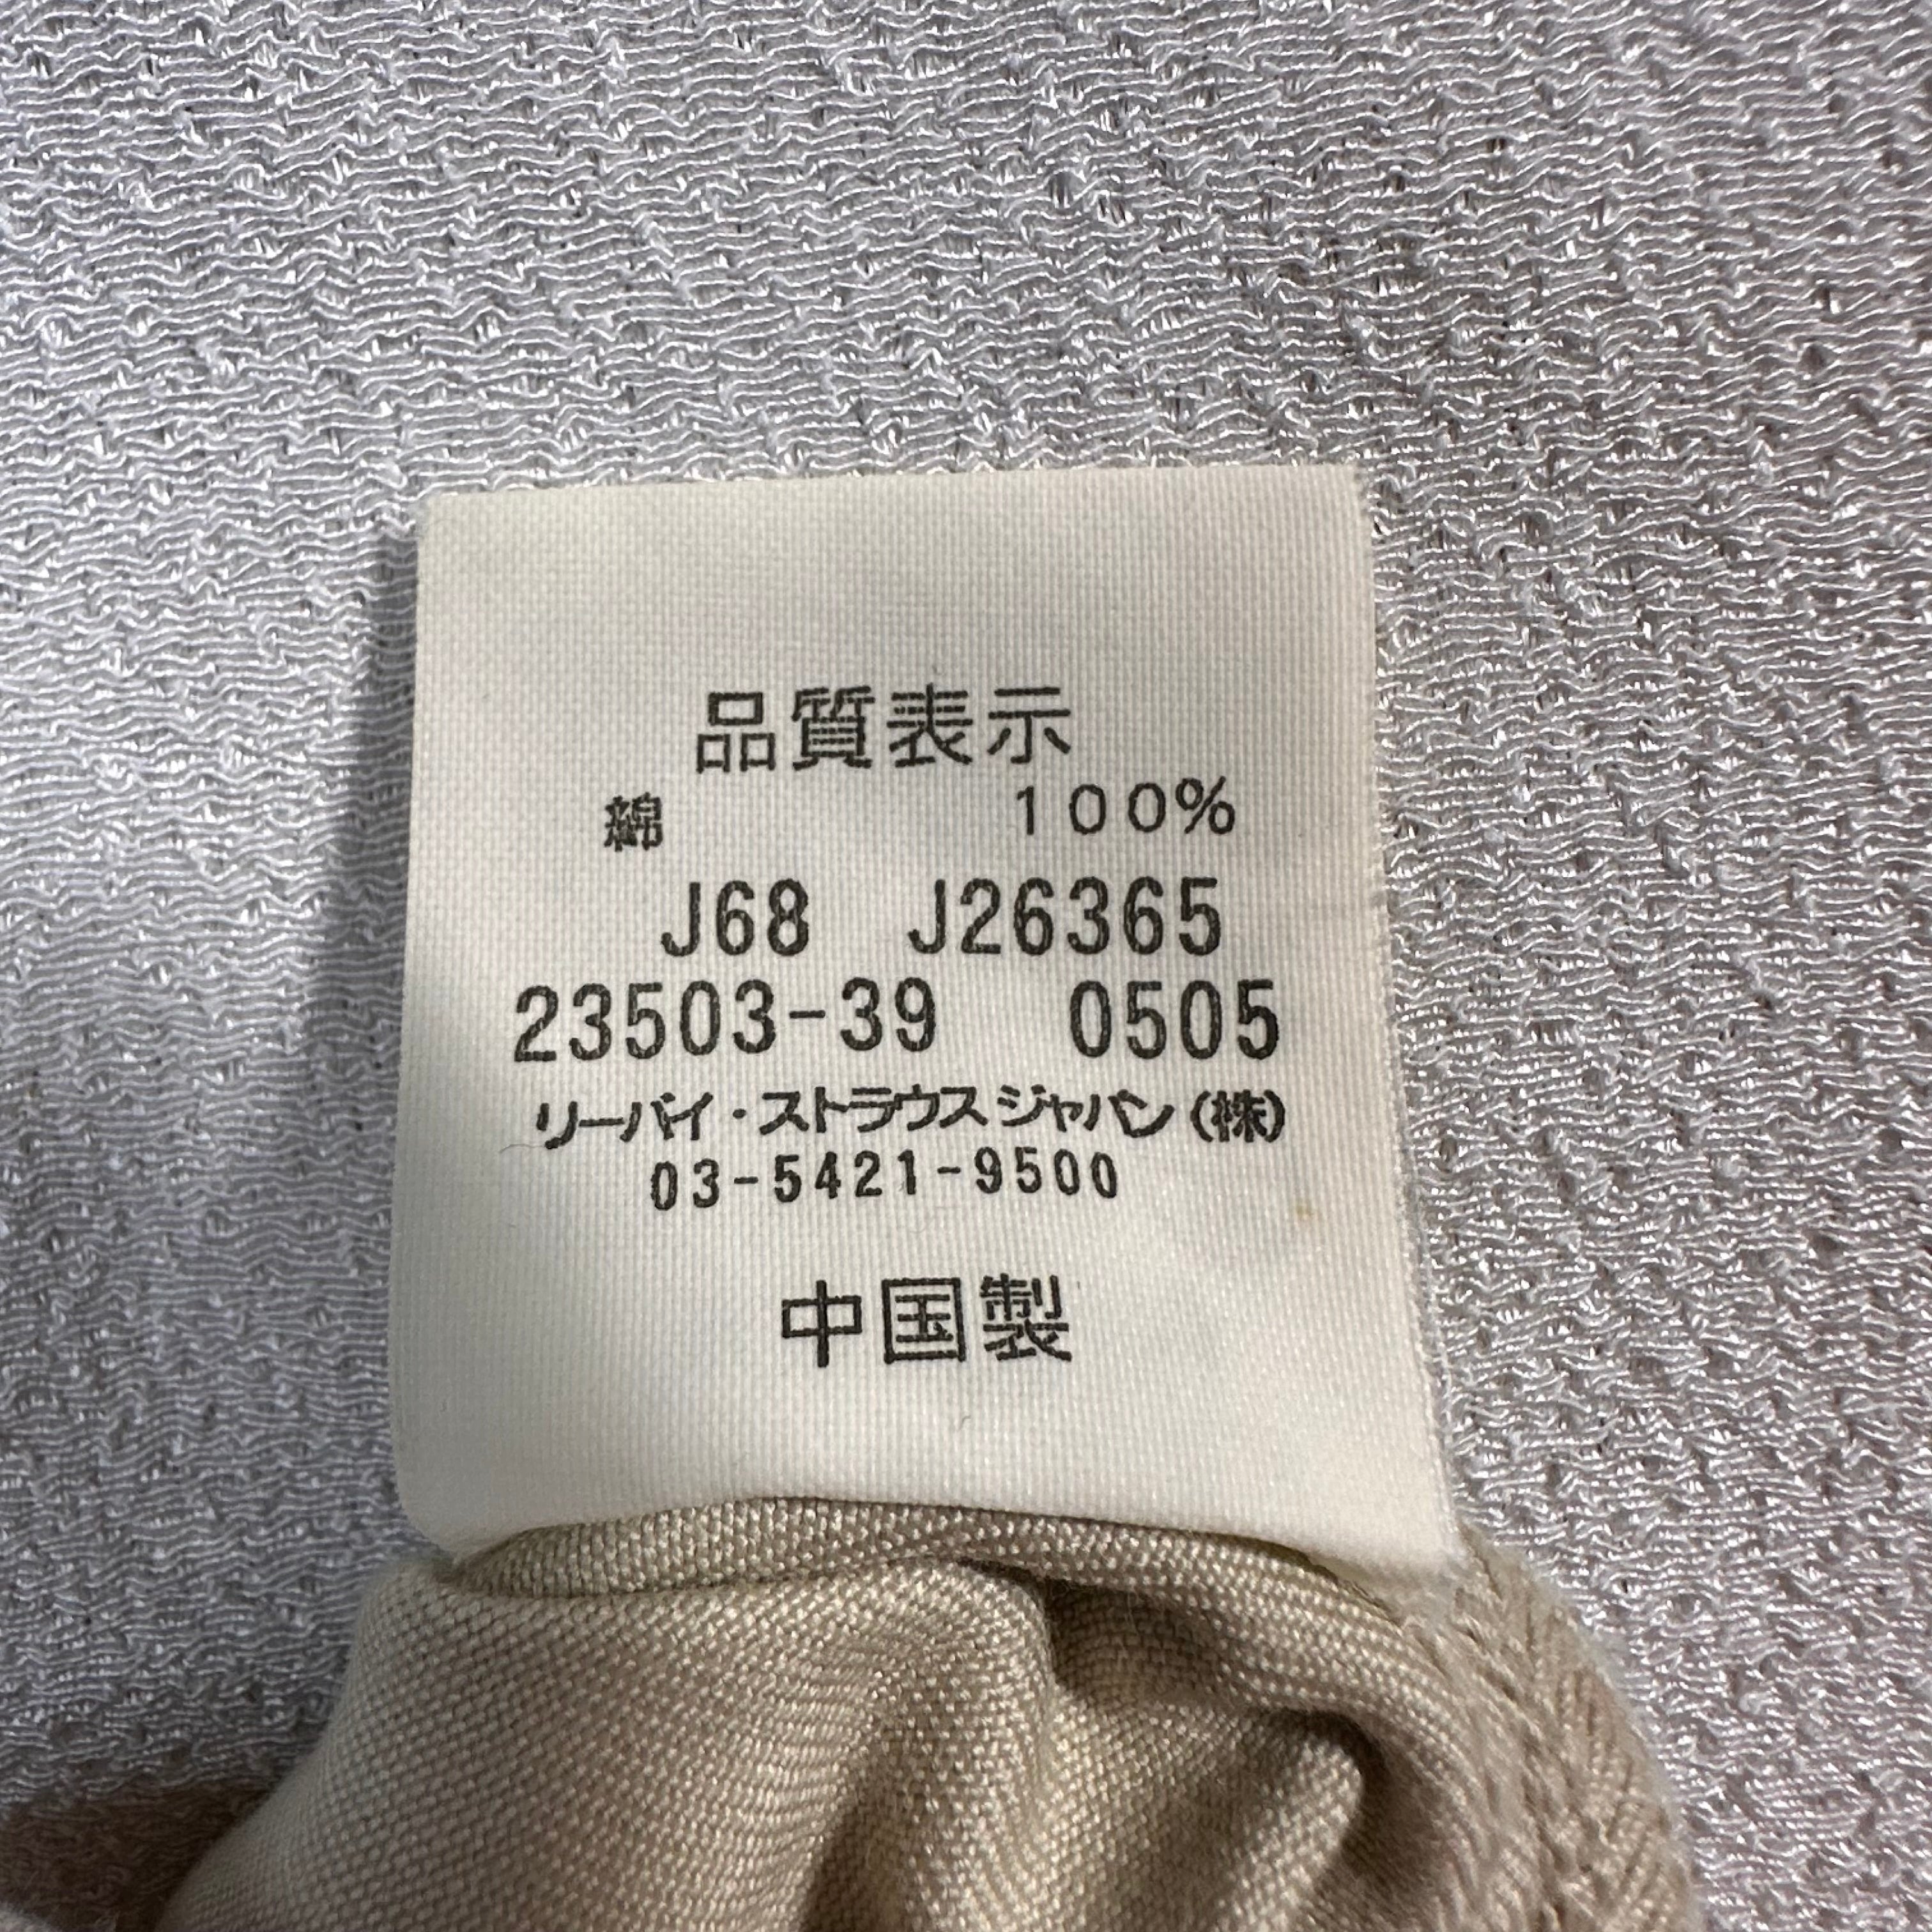 品質表示
綿 100%
J68 J26365
23503-39 0505
リーバイ・ストラウスジャパン(株)
03-5421-9500
中国製